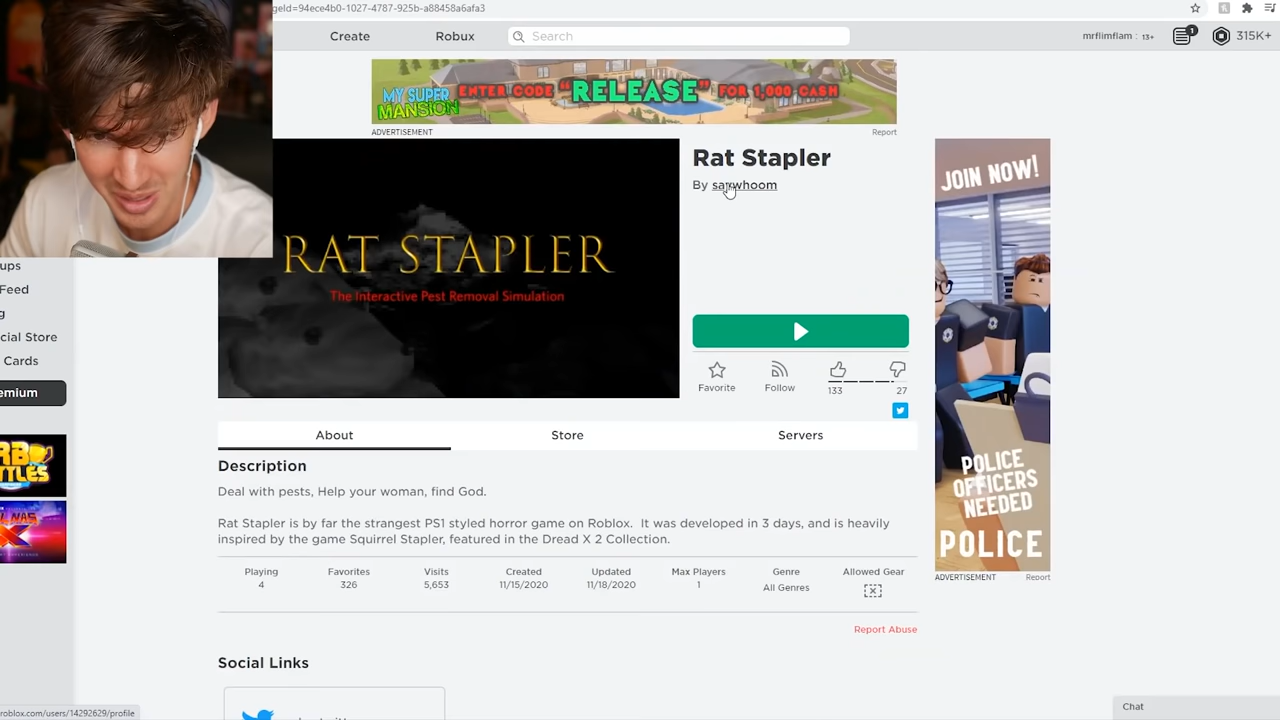 geId=94ece4b0-1027-4787-925b-a88458a6afa3
Create
Robux
Search
mrflimflam : 13+
1
315K+
MY SUPER MANSION
ENTER CODE "RELEASE" FOR 1,000 CASH
ADVERTISEMENT
Report
RAT STAPLER
The Interactive Pest Removal Simulation
Rat Stapler
By sawwhoom
Favorite
Follow
133
27
JOIN NOW!
POLICE
OFFICERS
NEEDED
POLICE
ADVERTISEMENT
Report
ups
Feed
g
cial Store
Cards
emium
About
Store
Servers
Description
Deal with pests, Help your woman, find God.
Rat Stapler is by far the strangest PS1 styled horror game on Roblox. It was developed in 3 days, and is heavily
inspired by the game Squirrel Stapler, featured in the Dread X 2 Collection.
Playing
Favorites
Visits
Created
Updated
Max Players
Genre
Allowed Gear
4
326
5,653
11/15/2020
11/18/2020
1
All Genres
Report Abuse
Social Links
roblox.com/users/14292629/profile
Chat